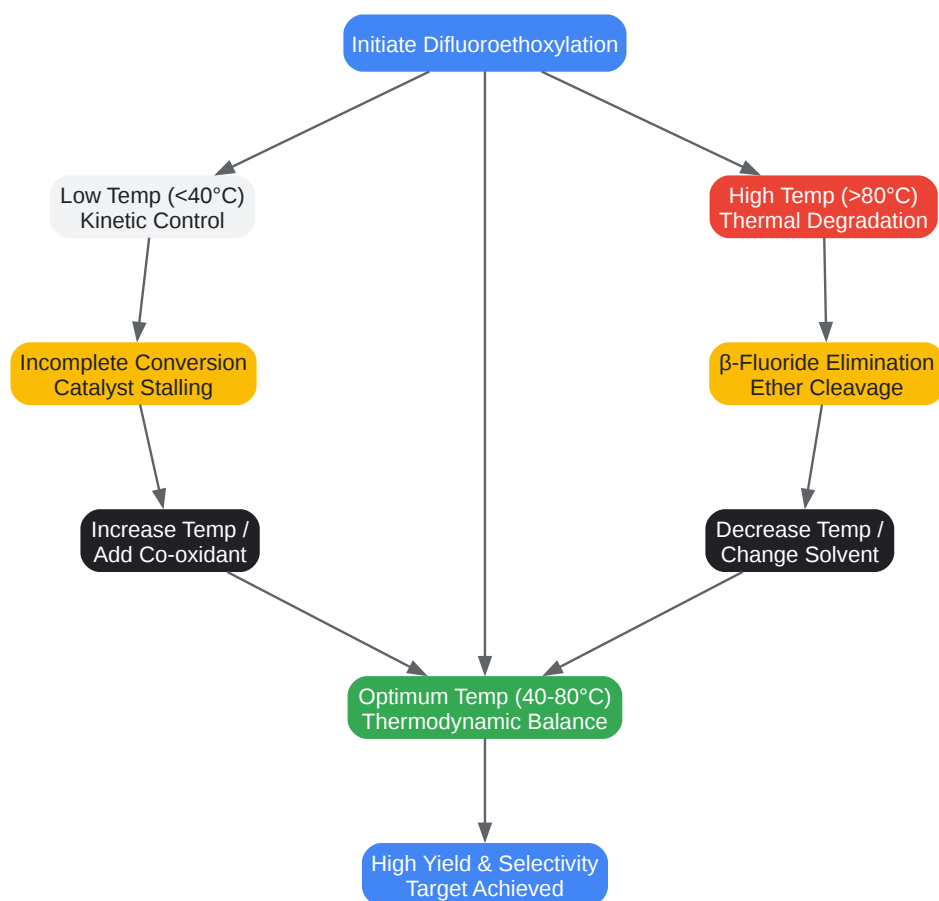 Initiate Difluoroethoxylation
Low Temp (<40°C)
Kinetic Control
High Temp (>80°C)
Thermal Degradation
Incomplete Conversion
Catalyst Stalling
β-Fluoride Elimination
Ether Cleavage
Increase Temp /
Add Co-oxidant
Decrease Temp /
Change Solvent
Optimum Temp (40-80°C)
Thermodynamic Balance
High Yield & Selectivity
Target Achieved